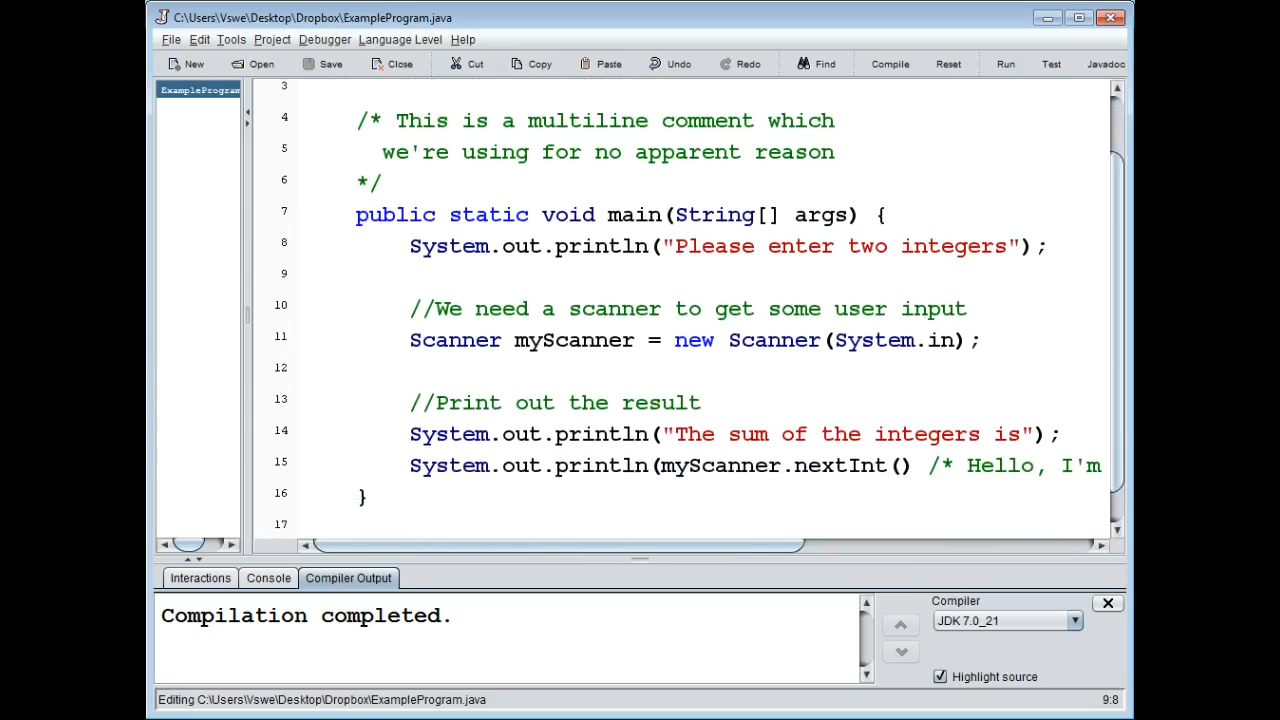 C:\Users\Vswe\Desktop\Dropbox\ExampleProgram.java
File Edit Tools Project Debugger Language Level Help
New Open Save Close Cut Copy Paste Undo Redo Find Compile Reset Run Test Javadoc
ExampleProgram
3
4 /* This is a multiline comment which
5 we're using for no apparent reason
6 */
7 public static void main(String[] args) {
8 System.out.println("Please enter two integers");
9
10 //We need a scanner to get some user input
11 Scanner myScanner = new Scanner(System.in);
12
13 //Print out the result
14 System.out.println("The sum of the integers is");
15 System.out.println(myScanner.nextInt() /* Hello, I'm
16 }
17
Interactions Console Compiler Output
Compilation completed.
Compiler
JDK 7.0_21
Highlight source
Editing C:\Users\Vswe\Desktop\Dropbox\ExampleProgram.java 9:8